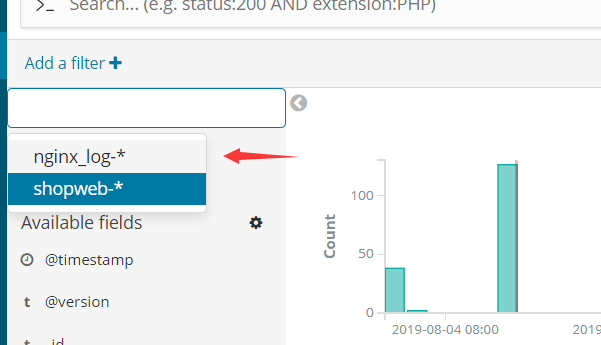 >_ Search... (e.g. status:200 AND extension:PHP)
Add a filter +
nginx_log-*
shopweb-*
Available fields
@timestamp
t @version
t _id
Count
100
50
0
2019-08-04 08:00
2019